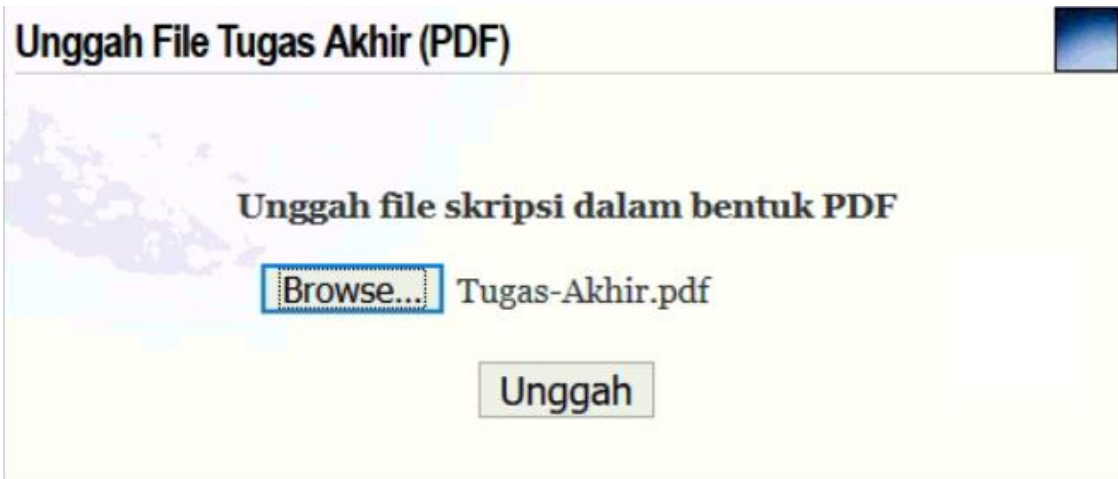 Unggah File Tugas Akhir (PDF)
Unggah file skripsi dalam bentuk PDF
Browse... Tugas-Akhir.pdf
Unggah